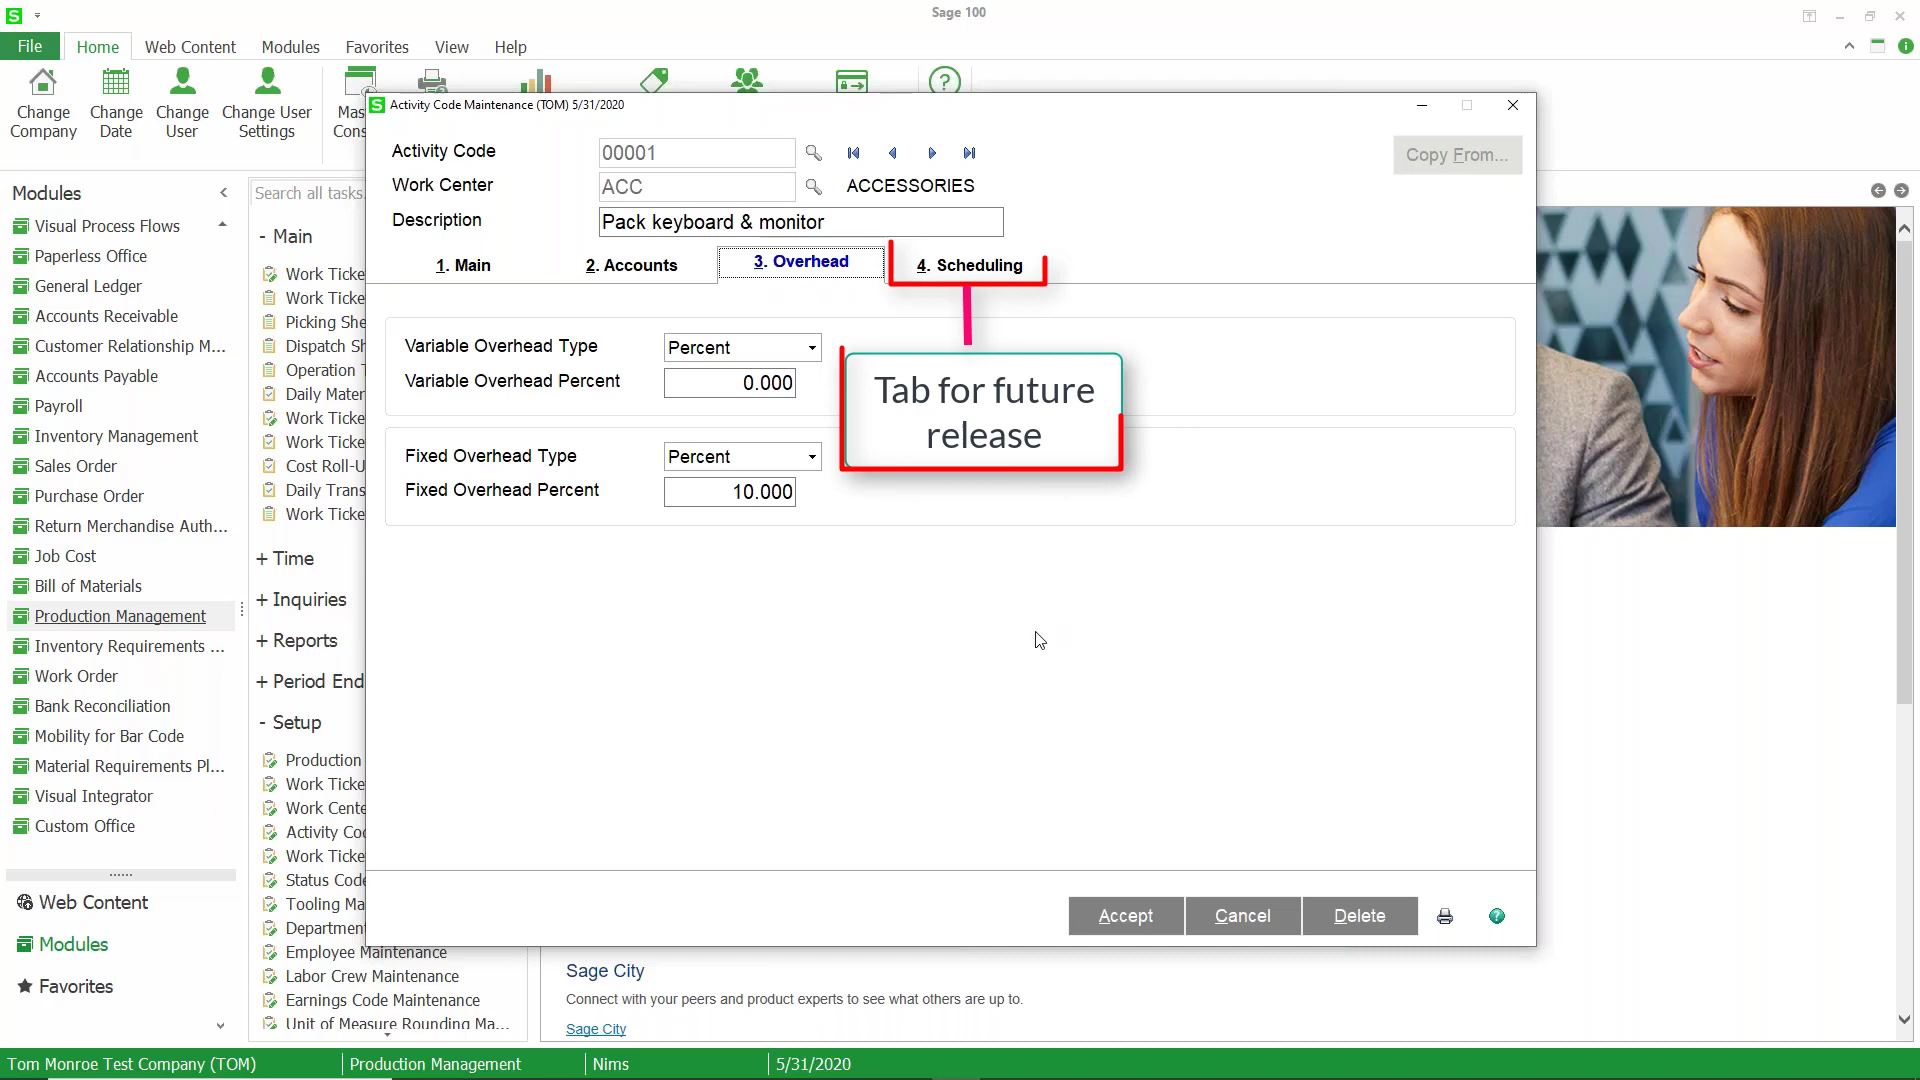 Sage 100
File
Home
Web Content
Modules
Favorites
View
Help
Change
Company
Change
Date
Change
User
Change User
Settings
Activity Code Maintenance (TOM) 5/31/2020
Activity Code
00001
Copy From...
Work Center
ACC
ACCESSORIES
Description
Pack keyboard & monitor
1. Main
2. Accounts
3. Overhead
4. Scheduling
Variable Overhead Type
Percent
Variable Overhead Percent
0.000
Fixed Overhead Type
Percent
Fixed Overhead Percent
10.000
Tab for future
release
Accept
Cancel
Delete
Modules
Visual Process Flows
Paperless Office
General Ledger
Accounts Receivable
Customer Relationship M...
Accounts Payable
Payroll
Inventory Management
Sales Order
Purchase Order
Return Merchandise Auth...
Job Cost
Bill of Materials
Production Management
Inventory Requirements ...
Work Order
Bank Reconciliation
Mobility for Bar Code
Material Requirements Pl...
Visual Integrator
Custom Office
Web Content
Modules
Favorites
Search all tasks
- Main
Work Ticke
Work Ticke
Picking She
Dispatch Sh
Operation T
Daily Mater
Work Ticke
Work Ticke
Cost Roll-U
Daily Trans
Work Ticke
+ Time
+ Inquiries
+ Reports
+ Period End
- Setup
Production
Work Ticke
Work Cente
Activity Cod
Work Ticke
Status Code
Tooling Ma
Department
Employee Maintenance
Labor Crew Maintenance
Earnings Code Maintenance
Unit of Measure Rounding Ma...
Sage City
Connect with your peers and product experts to see what others are up to.
Sage City
Tom Monroe Test Company (TOM)
Production Management
Nims
5/31/2020